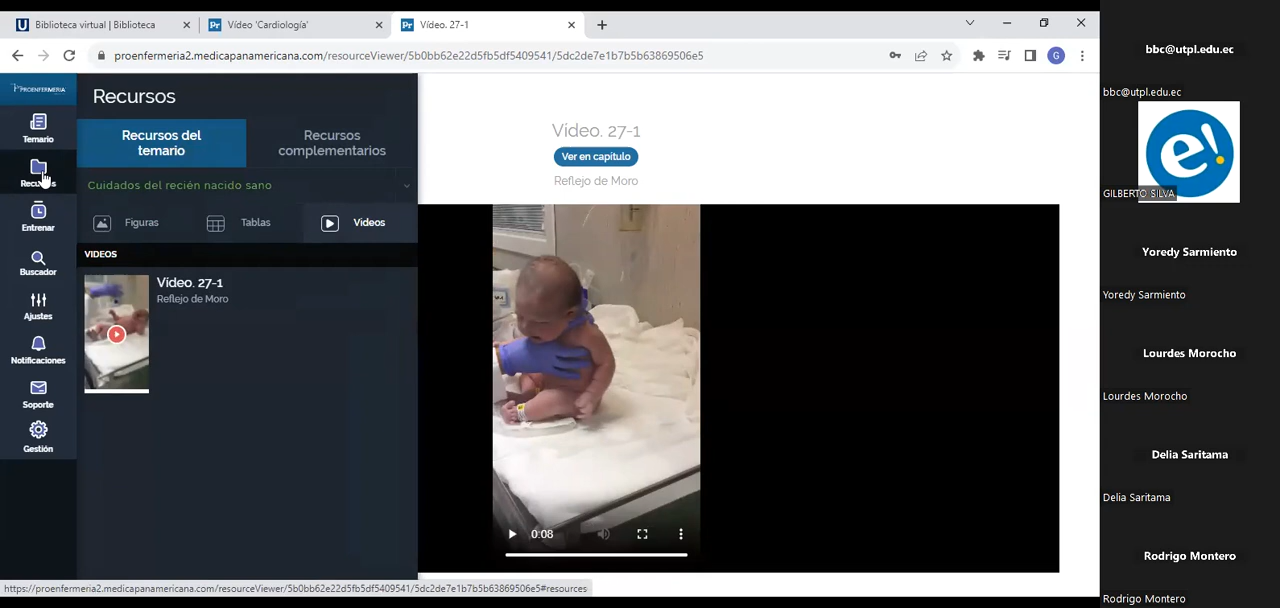 Biblioteca virtual | Biblioteca
Vídeo 'Cardiología'
Vídeo. 27-1
proenfermeria2.medicapanamericana.com/resourceViewer/5b0bb62e22d5fb5df5409541/5dc2de7e1b7b5b63869506e5
G
PROENFERMERIA
Temario
Recursos
Entrenar
Buscador
Ajustes
Notificaciones
Soporte
Gestión
Recursos
Recursos del
temario
Recursos
complementarios
Cuidados del recién nacido sano
Figuras
Tablas
Videos
VIDEOS
Vídeo. 27-1
Reflejo de Moro
Vídeo. 27-1
Ver en capítulo
Reflejo de Moro
0:08
https://proenfermeria2.medicapanamericana.com/resourceViewer/5b0bb62e22d5fb5df5409541/5dc2de7e1b7b5b63869506e5#resources
bbc@utpl.edu.ec
bbc@utpl.edu.ec
e!
GILBERTO SILVA
Yoredy Sarmiento
Yoredy Sarmiento
Lourdes Morocho
Lourdes Morocho
Delia Saritama
Delia Saritama
Rodrigo Montero
Rodrigo Montero